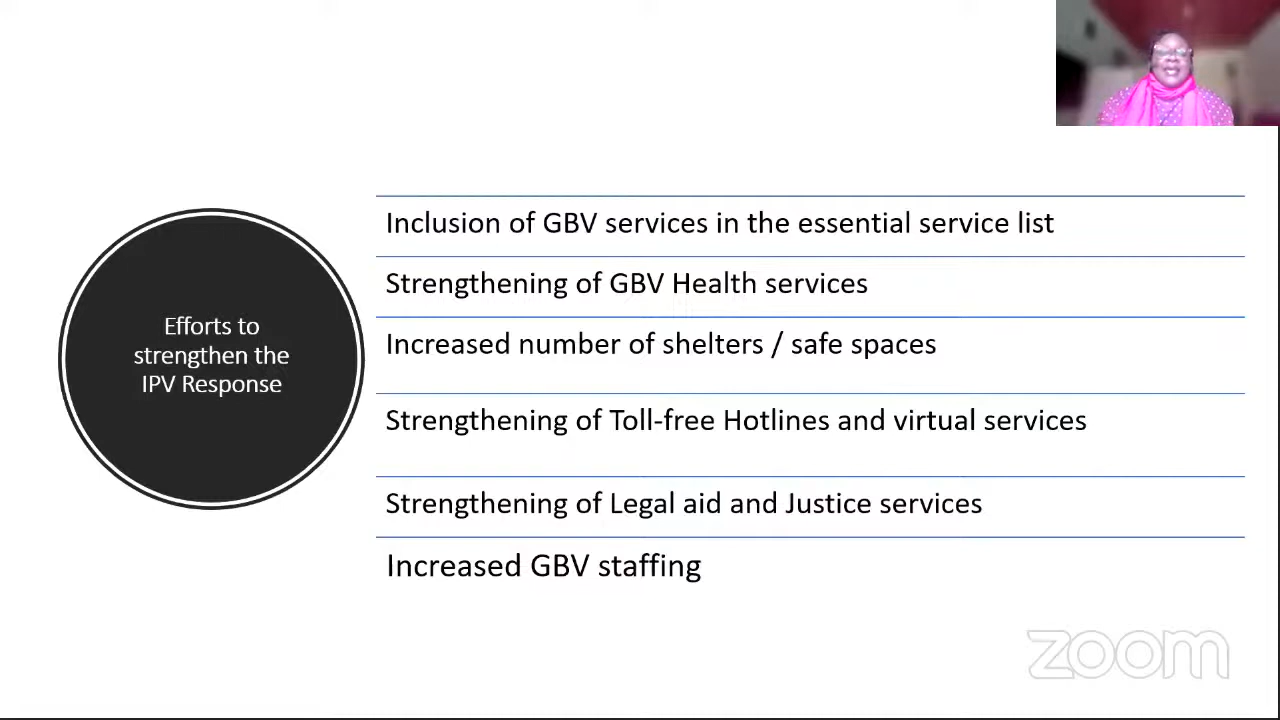 Efforts to
strengthen the
IPV Response
Inclusion of GBV services in the essential service list
Strengthening of GBV Health services
Increased number of shelters / safe spaces
Strengthening of Toll-free Hotlines and virtual services
Strengthening of Legal aid and Justice services
Increased GBV staffing
zoom